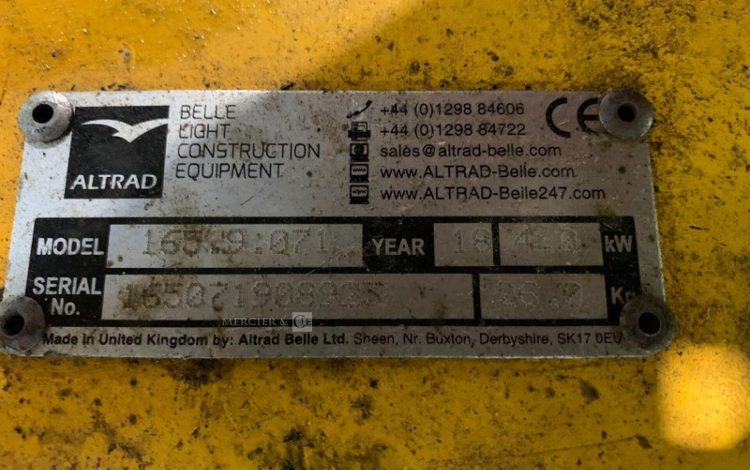 BELLE
LIGHT
CONSTRUCTION
EQUIPMENT
ALTRAD
+44 (0)1298 84606
+44 (0)1298 84722
sales@altrad-belle.com
www.ALTRAD-Belle.com
www.ALTRAD-Belle247.com
CE
MODEL YEAR 18 kW
SERIAL
No.
MERCIER & CIE
Made in United Kingdom by: Altrad Belle Ltd. Sheen, Nr. Buxton, Derbyshire, SK17 0EU